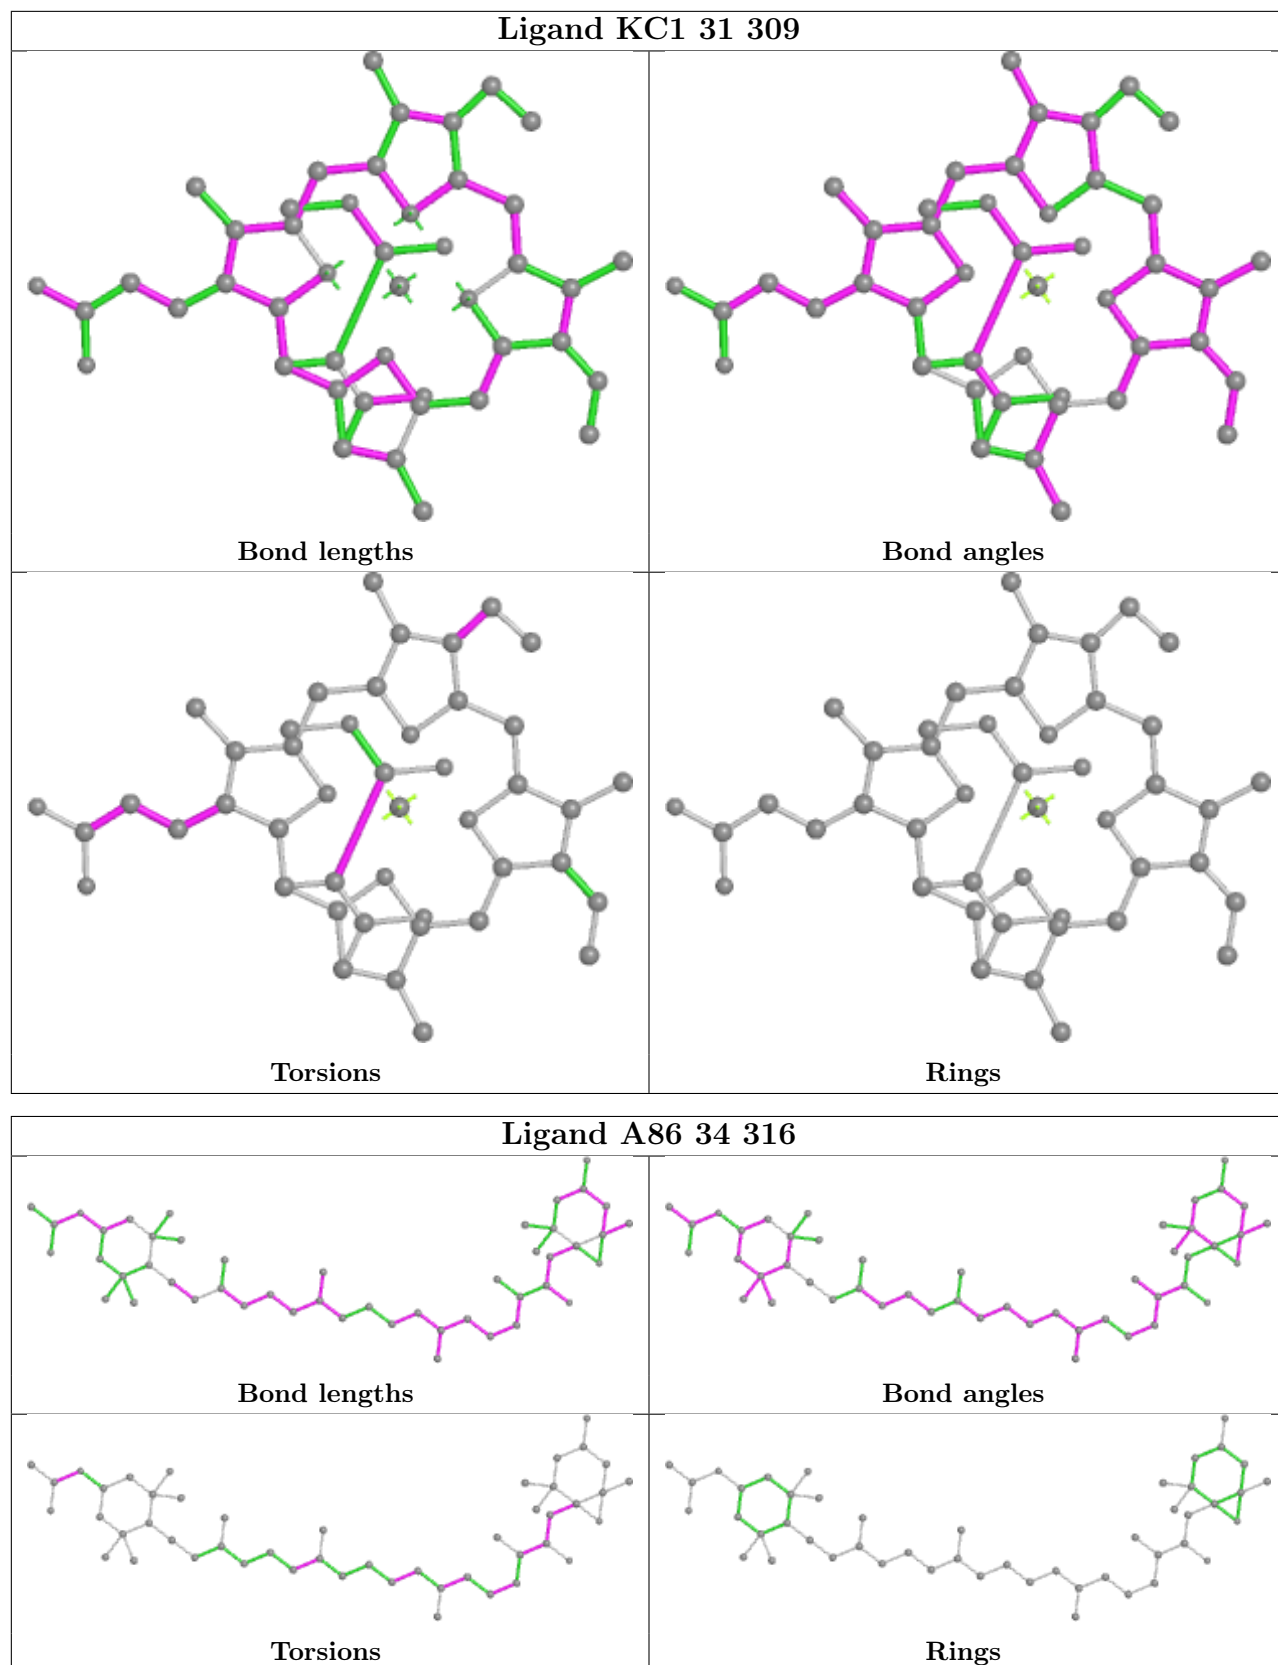 Ligand KC1 31 309
Bond lengths
Bond angles
Torsions
Rings
Ligand A86 34 316
Bond lengths
Bond angles
Torsions
Rings